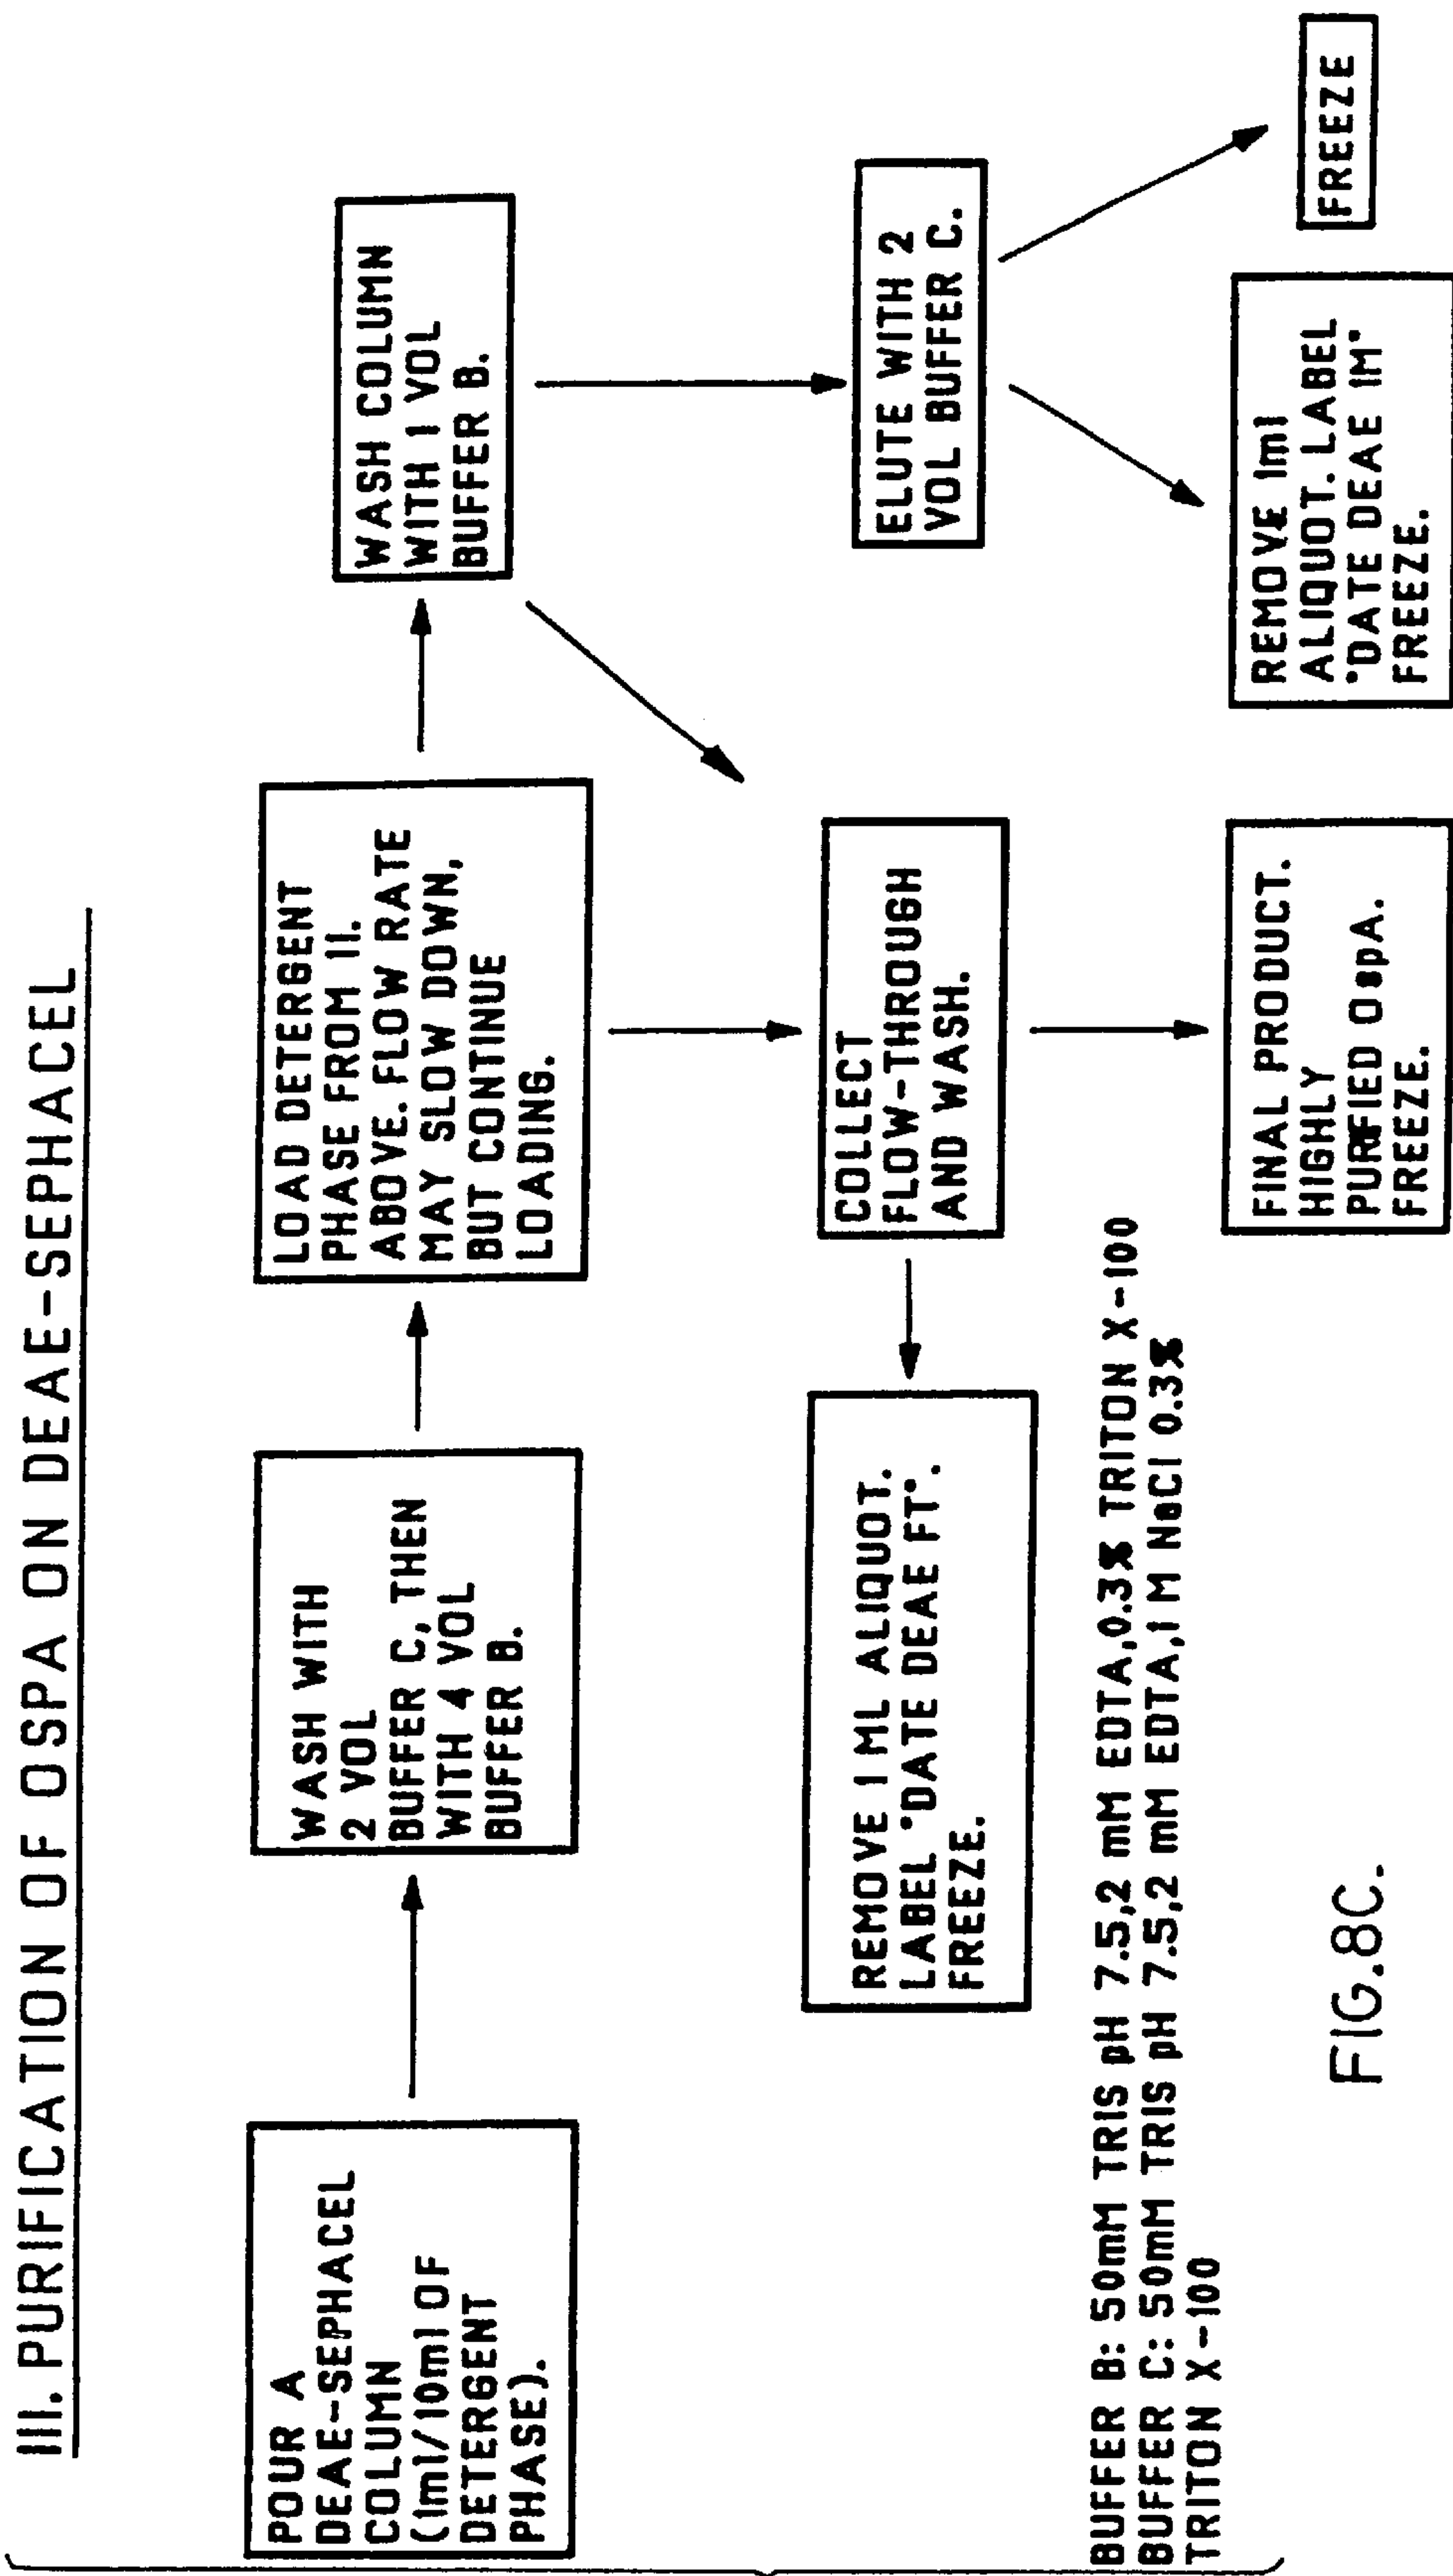 III. PURIFICATION OF OSPA ON DEAE-SEPHACEL
POUR A
DEAE-SEPHACEL
COLUMN
(1ml/10ml OF
DETERGENT
PHASE).
WASH WITH
2 VOL
BUFFER C, THEN
WITH 4 VOL
BUFFER B.
LOAD DETERGENT
PHASE FROM II.
ABOVE. FLOW RATE
MAY SLOW DOWN,
BUT CONTINUE
LOADING.
WASH COLUMN
WITH 1 VOL
BUFFER B.
REMOVE 1 ML ALIQUOT.
LABEL "DATE DEAE FT".
FREEZE.
COLLECT
FLOW-THROUGH
AND WASH.
ELUTE WITH 2
VOL BUFFER C.
FINAL PRODUCT.
HIGHLY
PURIFIED OspA.
FREEZE.
REMOVE 1ml
ALIQUOT. LABEL
"DATE DEAE 1M"
FREEZE.
FREEZE
BUFFER B: 50mM TRIS pH 7.5,2 mM EDTA,0.3% TRITON X-100
BUFFER C: 50mM TRIS pH 7.5,2 mM EDTA,1 M NaCl 0.3%
TRITON X-100
FIG.8C.